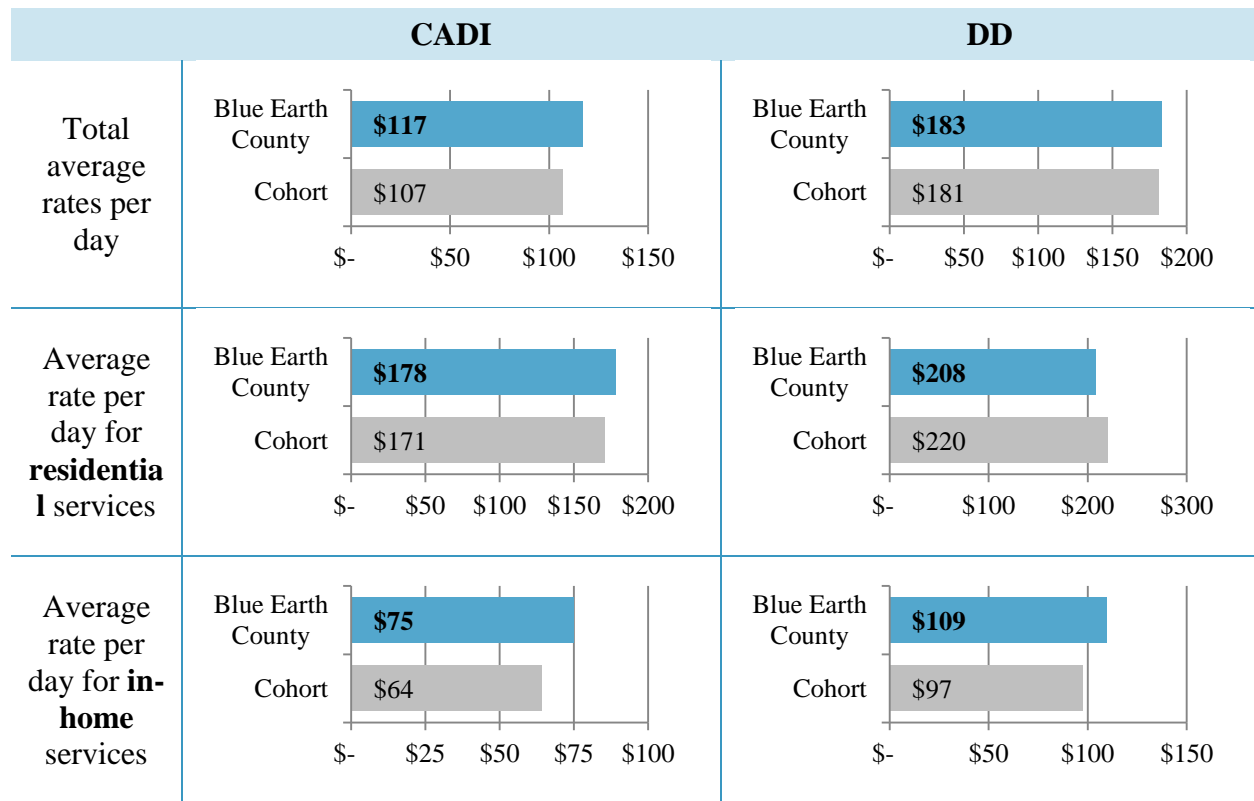 CADI
DD
Total
average
rates per
day
Blue Earth
County
$117
Cohort
$107
$-
$50
$100
$150
Blue Earth
County
$183
Cohort
$181
$-
$50
$100
$150
$200
Average
rate per
day for
residentia
l services
Blue Earth
County
$178
Cohort
$171
$-
$50
$100
$150
$200
Blue Earth
County
$208
Cohort
$220
$-
$100
$200
$300
Average
rate per
day for in-
home
services
Blue Earth
County
$75
Cohort
$64
$-
$25
$50
$75
$100
Blue Earth
County
$109
Cohort
$97
$-
$50
$100
$150